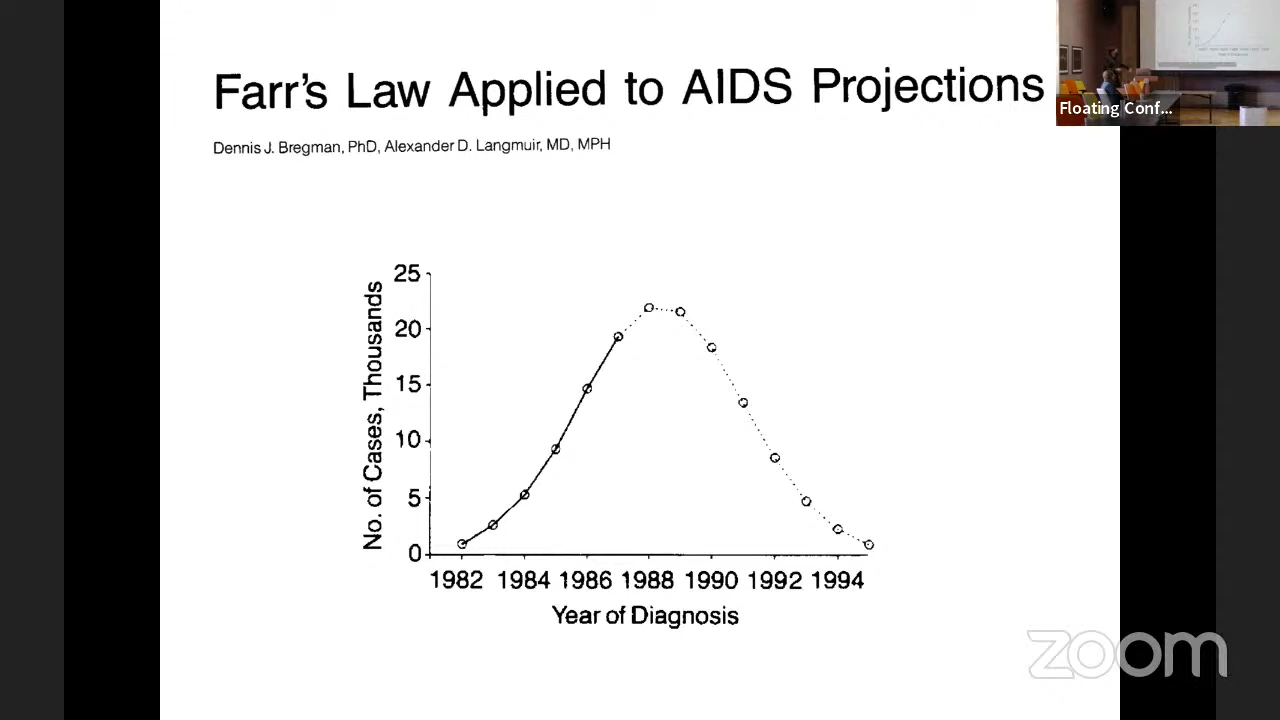 Farr's Law Applied to AIDS Projections
Dennis J. Bregman, PhD, Alexander D. Langmuir, MD, MPH
Floating Conf...
No. of Cases, Thousands
25
20
15
10
5
0
1982 1984 1986 1988 1990 1992 1994
Year of Diagnosis
zoom